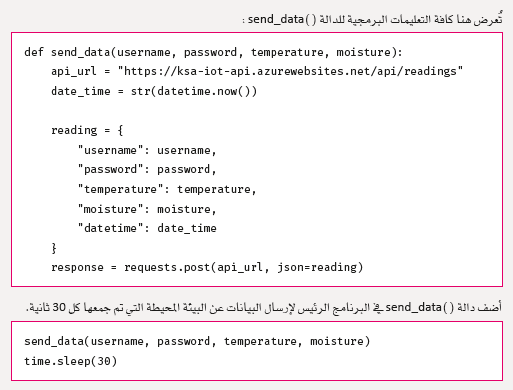 تُعرض هنا كافة التعليمات البرمجية للدالة send_data( ) :
def send_data(username, password, temperature, moisture):
    api_url = "https://ksa-iot-api.azurewebsites.net/api/readings"
    date_time = str(datetime.now())
    reading = {
        "username": username,
        "password": password,
        "temperature": temperature,
        "moisture": moisture,
        "datetime": date_time
    }
    response = requests.post(api_url, json=reading)
أضف دالة send_data( ) في البرنامج الرئيس لإرسال البيانات عن البيئة المحيطة التي تم جمعها كل 30 ثانية.
send_data(username, password, temperature, moisture)
time.sleep(30)